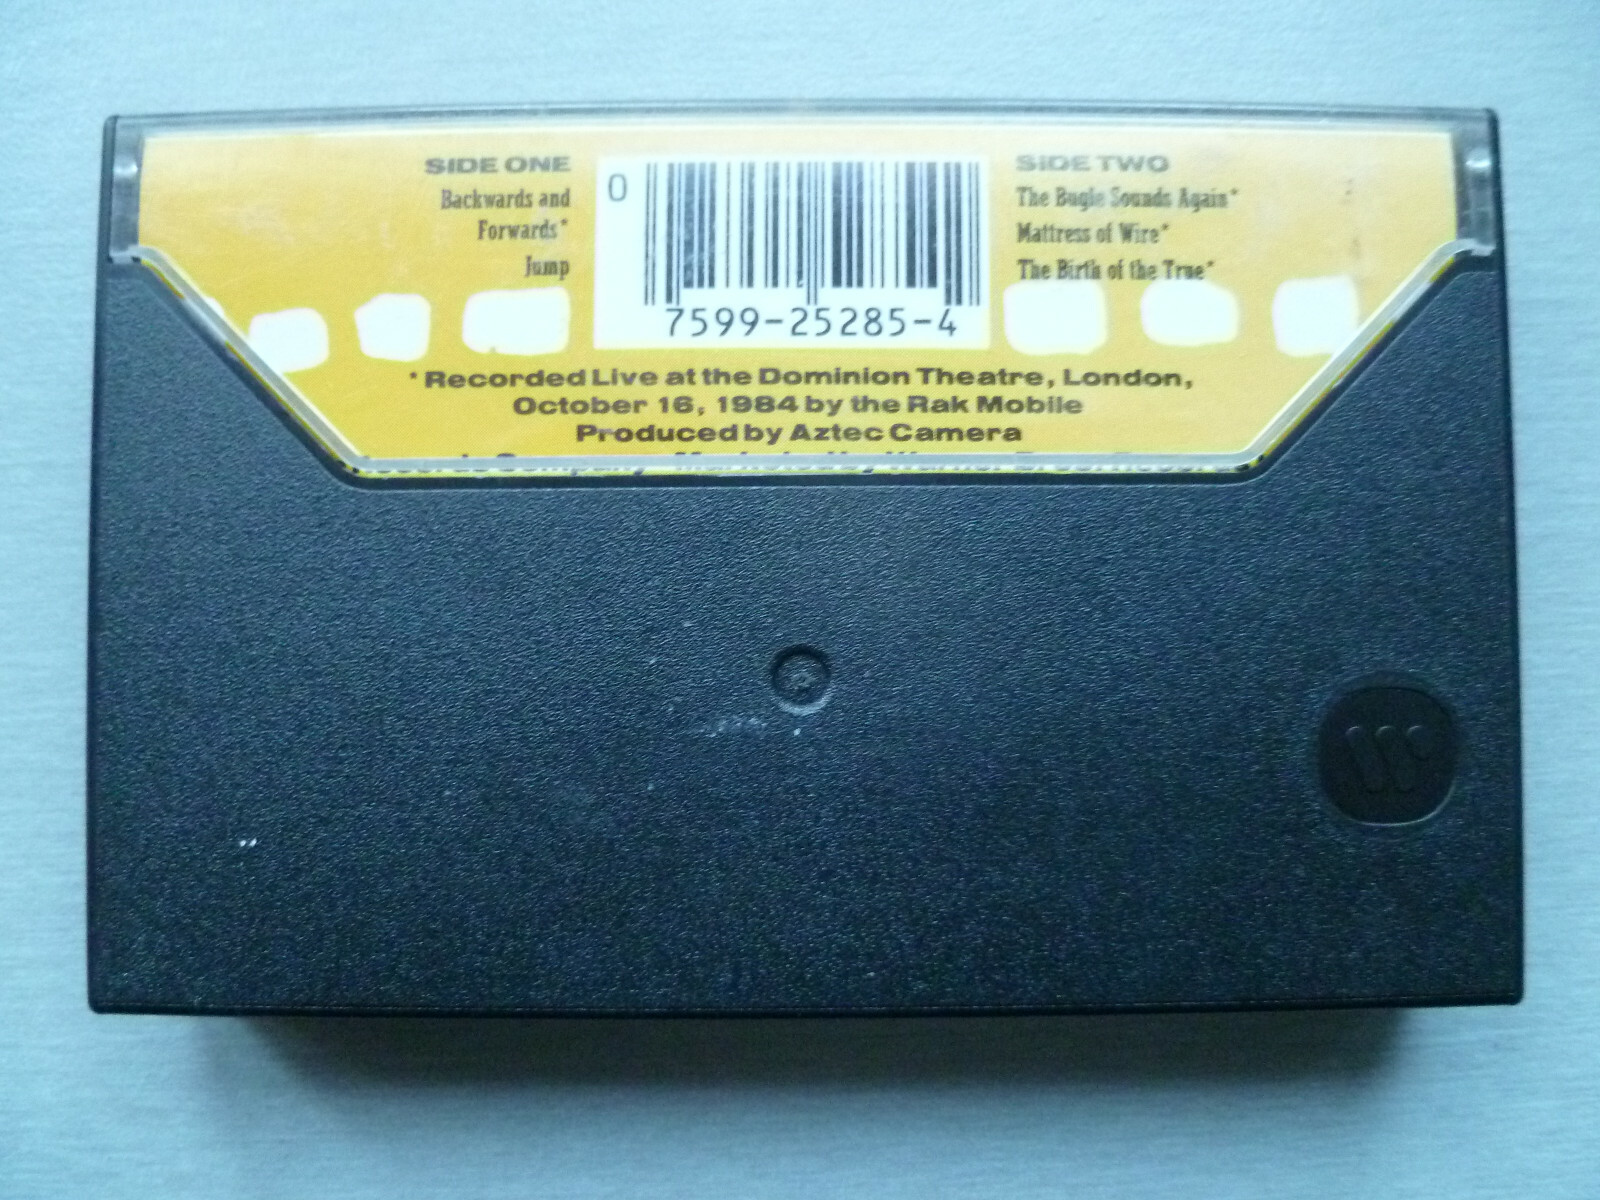 SIDE ONE
Backwards and
Forwards*
Jump
0
7599-25285-4
SIDE TWO
The Bugle Sounds Again*
Mattress of Wire*
The Birth of the True*
*Recorded Live at the Dominion Theatre, London,
October 16, 1984 by the Rak Mobile
Produced by Aztec Camera